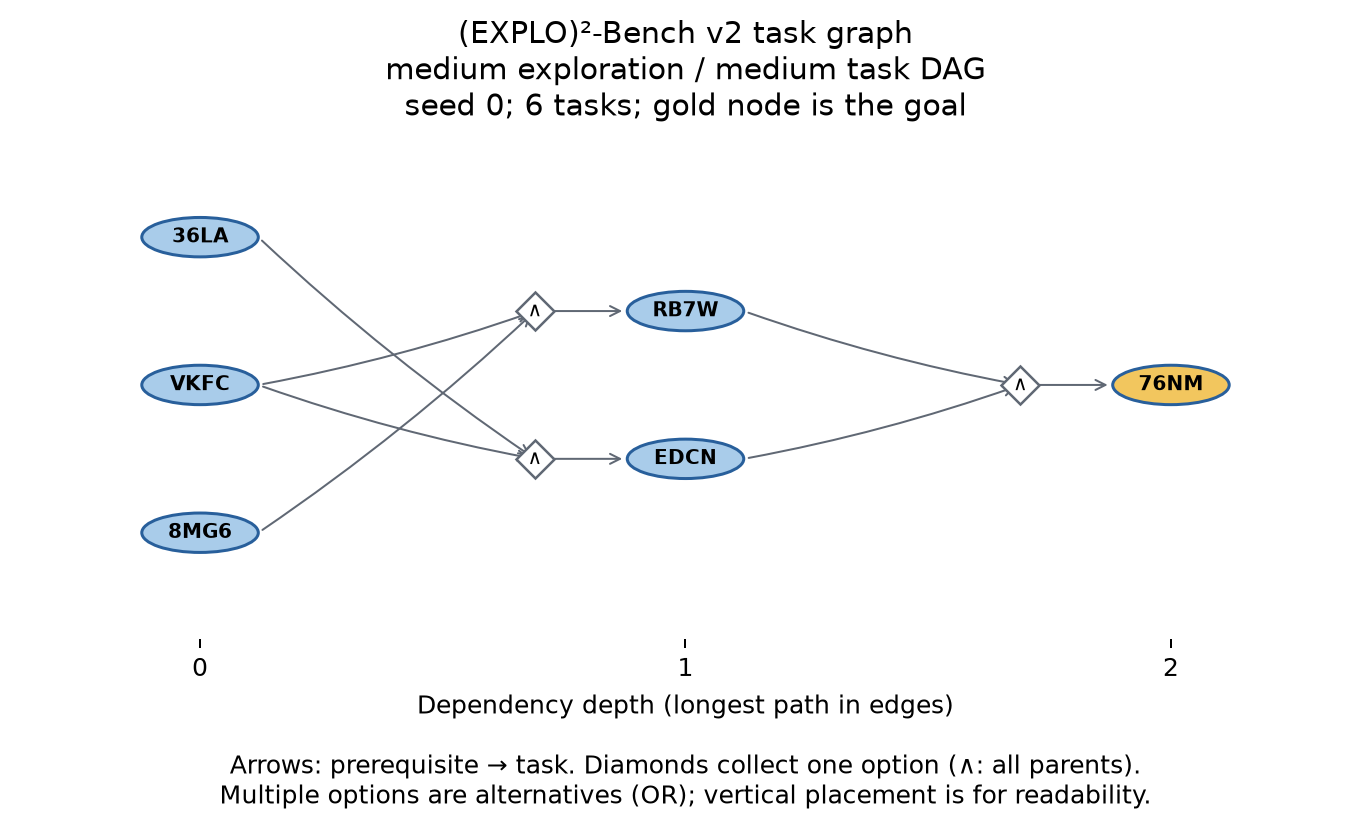 (EXPLO)²-Bench v2 task graph
medium exploration / medium task DAG
seed 0; 6 tasks; gold node is the goal
36LA
∧
RB7W
VKFC
∧
76NM
∧
EDCN
8MG6
0
1
2
Dependency depth (longest path in edges)
Arrows: prerequisite → task. Diamonds collect one option (∧: all parents).
Multiple options are alternatives (OR); vertical placement is for readability.